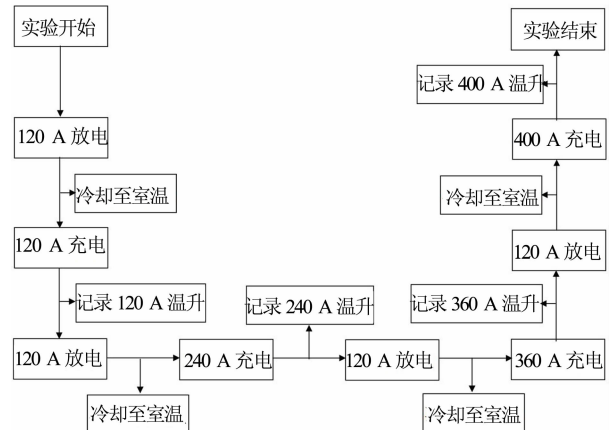 实验开始
120 A 放电
冷却至室温
120 A 充电
记录 120 A 温升
120 A 放电
冷却至室温
240 A 充电
记录 240 A 温升
120 A 放电
冷却至室温
360 A 充电
记录 360 A 温升
120 A 放电
冷却至室温
400 A 充电
记录 400 A 温升
实验结束